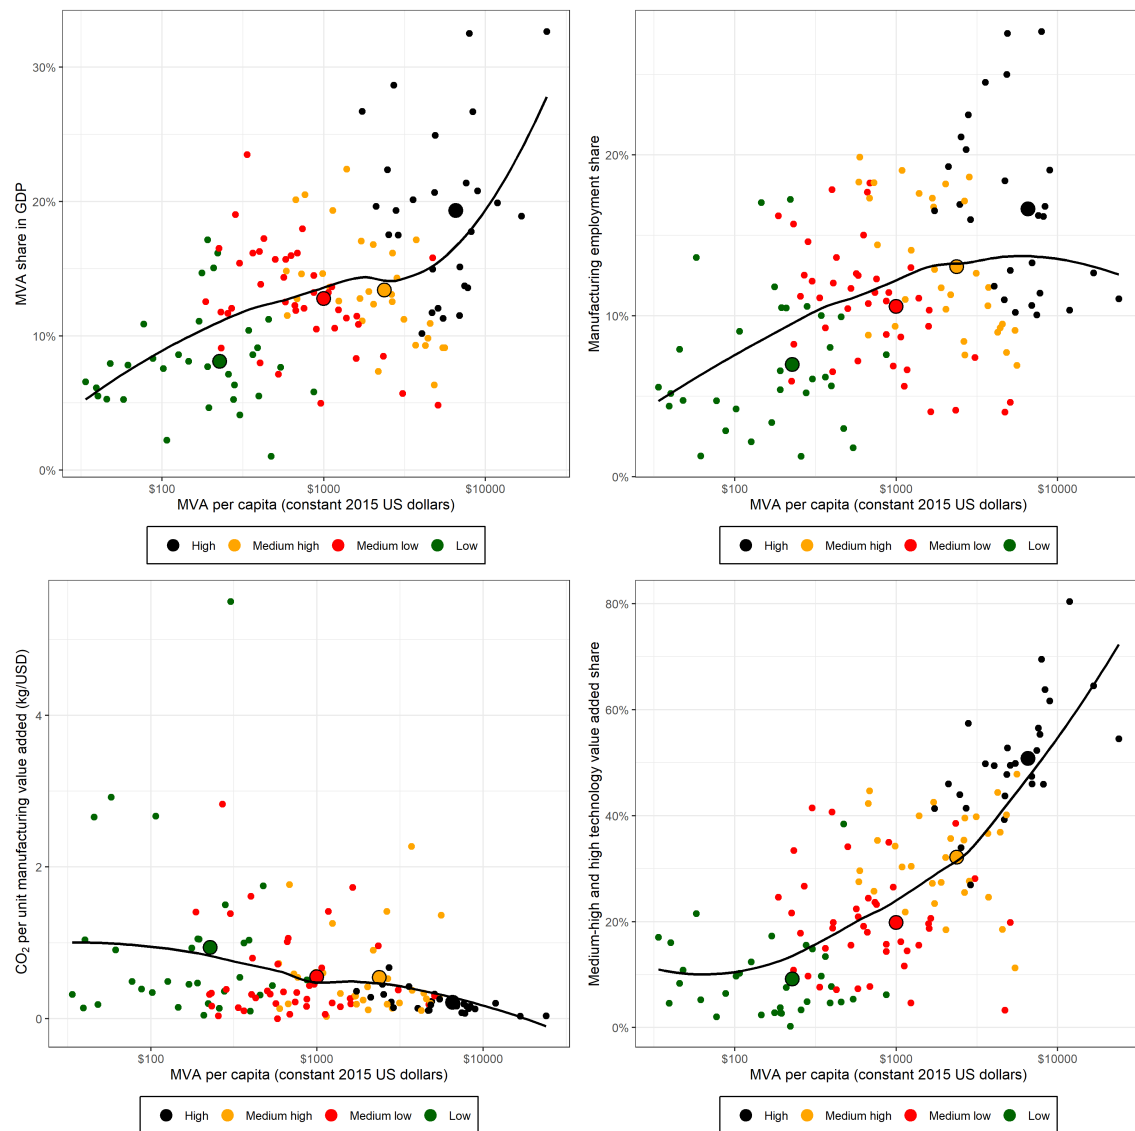 MVA share in GDP
30%
20%
10%
0%
$100 $1000 $10000
MVA per capita (constant 2015 US dollars)
High Medium high Medium low Low
Manufacturing employment share
20%
10%
0%
$100 $1000 $10000
MVA per capita (constant 2015 US dollars)
High Medium high Medium low Low
CO2 per unit manufacturing value added (kg/USD)
4
2
0
$100 $1000 $10000
MVA per capita (constant 2015 US dollars)
High Medium high Medium low Low
Medium-high and high technology value added share
80%
60%
40%
20%
0%
$100 $1000 $10000
MVA per capita (constant 2015 US dollars)
High Medium high Medium low Low